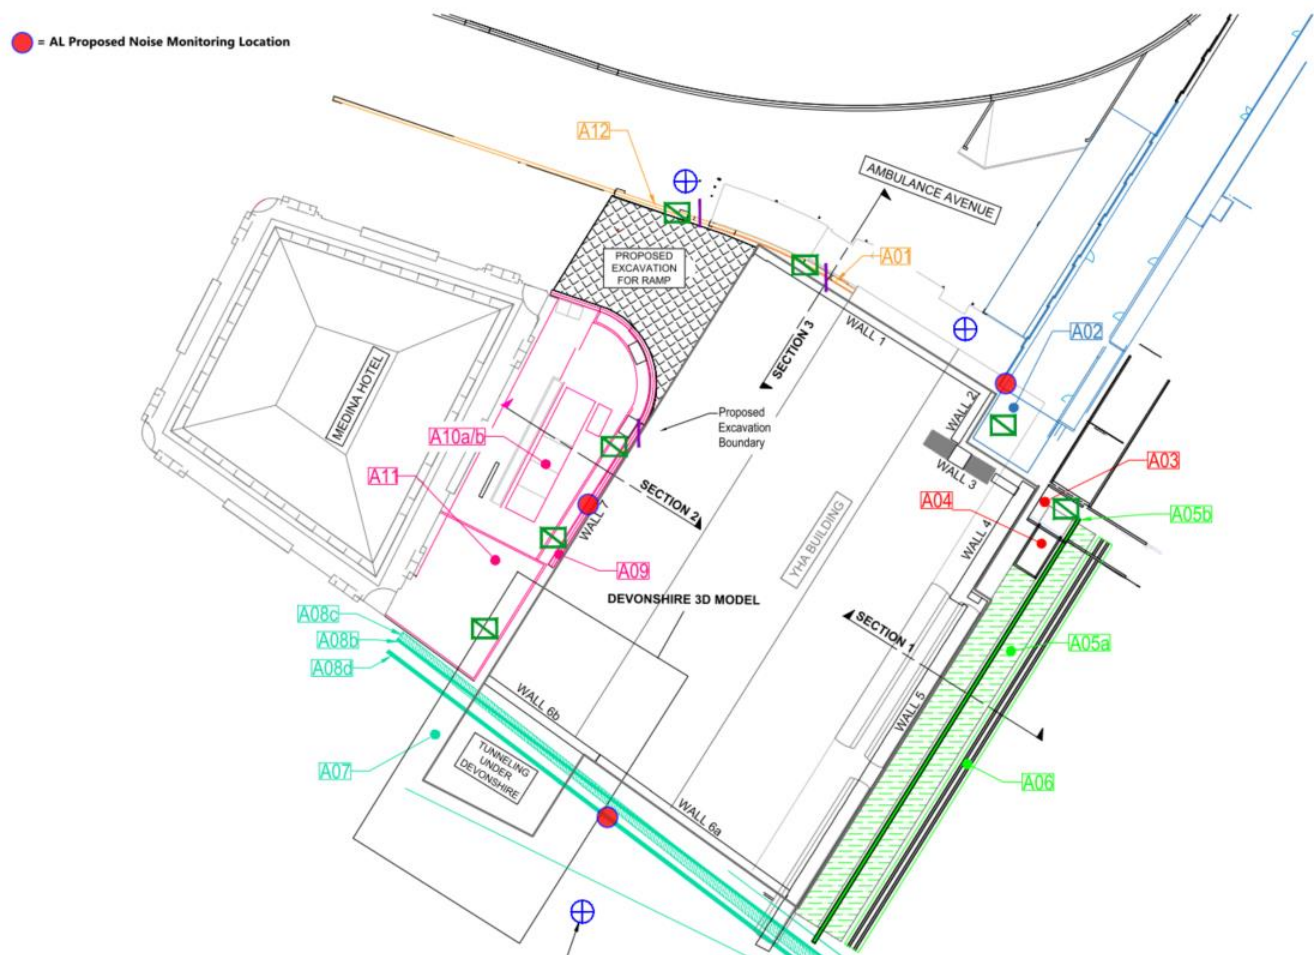 = AL Proposed Noise Monitoring Location
A12
AMBULANCE AVENUE
PROPOSED
EXCAVATION
FOR RAMP
A01
SECTION 3
WALL 1
A02
MEDINA HOTEL
WALL 2
Proposed
Excavation
Boundary
A10a/b
WALL 3
A03
A11
SECTION 2
A04
A05b
WALL 7
YHA BUILDING
WALL 4
A09
DEVONSHIRE 3D MODEL
A08c
A08b
A08d
SECTION 1
A05a
WALL 6b
WALL 5
A07
TUNNELING
UNDER
DEVONSHIRE
A06
WALL 6a